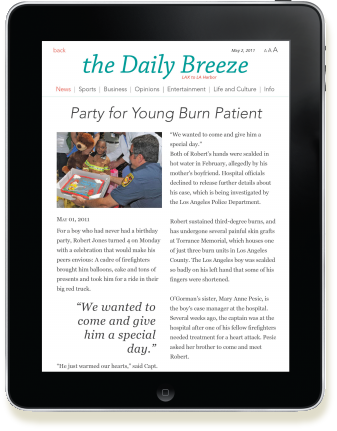 back
May 2, 2011
A A A
the Daily Breeze
LAX to LA Harbor
News | Sports | Business | Opinions | Entertainment | Life and Culture | Info
Party for Young Burn Patient
May 01, 2011
For a boy who had never had a birthday
party, Robert Jones turned 4 on Monday
with a celebration that would make his
peers envious: A cadre of firefighters
brought him balloons, cake and tons of
presents and took him for a ride in their
big red truck.
“We wanted to
come and give
him a special
day.”
"He just warmed our hearts," said Capt.
“We wanted to come and give him a
special day.”
Both of Robert's hands were scalded in
hot water in February, allegedly by his
mother's boyfriend. Hospital officials
declined to release further details about
his case, which is being investigated by
the Los Angeles Police Department.
Robert sustained third-degree burns, and
has undergone several painful skin grafts
at Torrance Memorial, which houses one
of just three burn units in Los Angeles
County. The Los Angeles boy was scalded
so badly on his left hand that some of his
fingers were shortened.
O'Gorman's sister, Mary Anne Pesic, is
the boy's case manager at the hospital.
Several weeks ago, the captain was at the
hospital after one of his fellow firefighters
needed treatment for a heart attack. Pesic
asked her brother to come and meet
Robert.